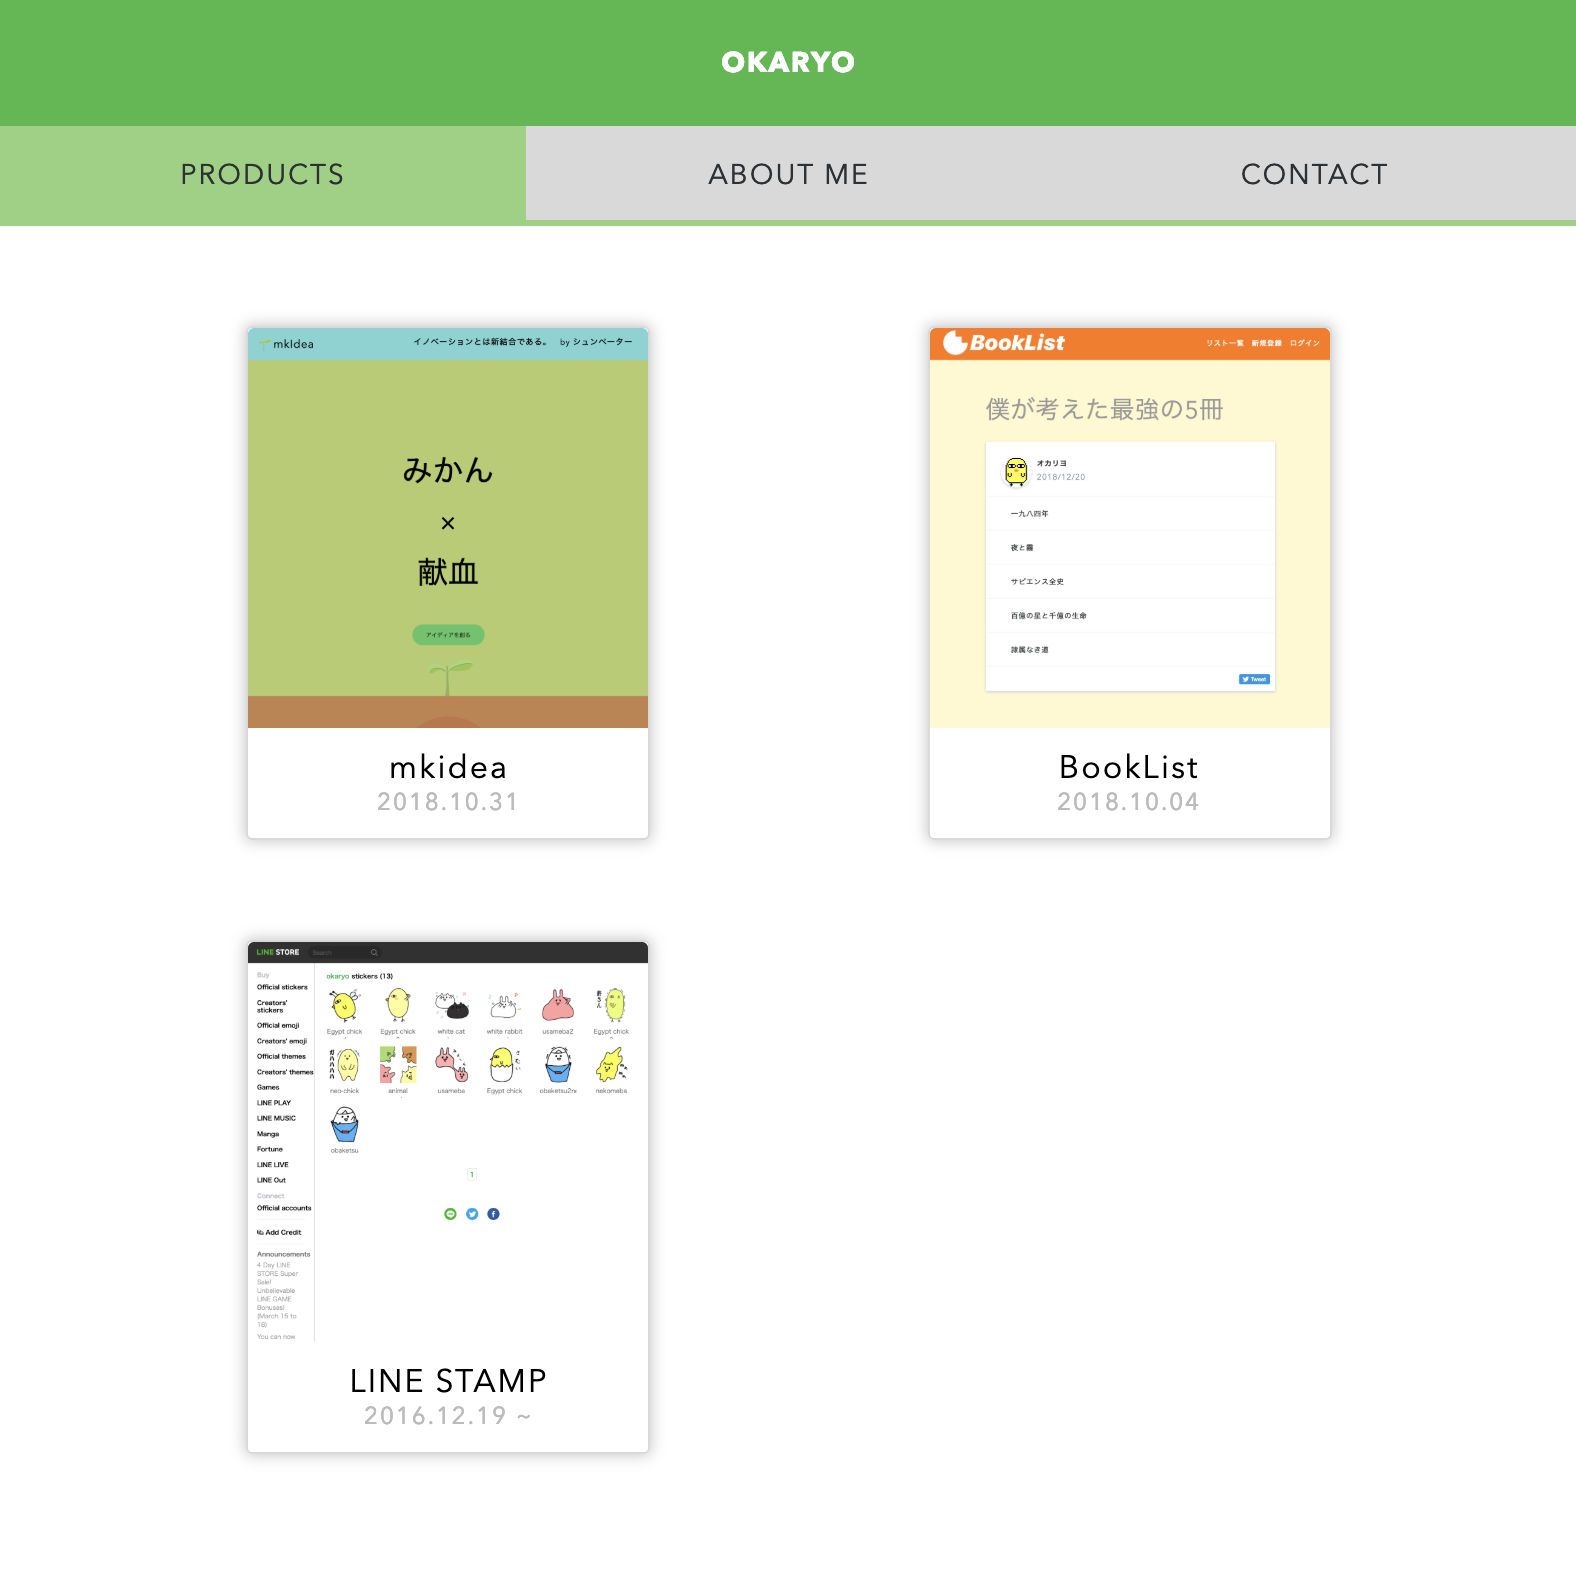 OKARYO
PRODUCTS
ABOUT ME
CONTACT
mkIdea
イノベーションとは新結合である。 by シュンペーター
みかん
×
献血
アイディアを創る
mkidea
2018.10.31
BookList
リスト一覧 新規登録 ログイン
僕が考えた最強の5冊
オカリヨ
2018/12/20
一九八四年
夜と霧
サピエンス全史
百億の星と千億の生命
隷属なき道
Tweet
BookList
2018.10.04
LINE STORE
Search
Buy
Official stickers
Creators'
stickers
Official emoji
Creators' emoji
Official themes
Creators' themes
Games
LINE PLAY
LINE MUSIC
Manga
Fortune
LINE LIVE
LINE Out
Connect
Official accounts
Add Credit
Announcements
4 Day LINE
STORE Super
Sale!
Unbelievable
LINE GAME
Bonuses!
(March 15 to
18)
You can now
okaryo stickers (13)
Egypt chick
Egypt chick
white cat
white rabbit
usameba2
Egypt chick
neo-chick
animal
usameba
Egypt chick
obaketsu2
nekomeba
obaketsu
1
LINE STAMP
2016.12.19 ~